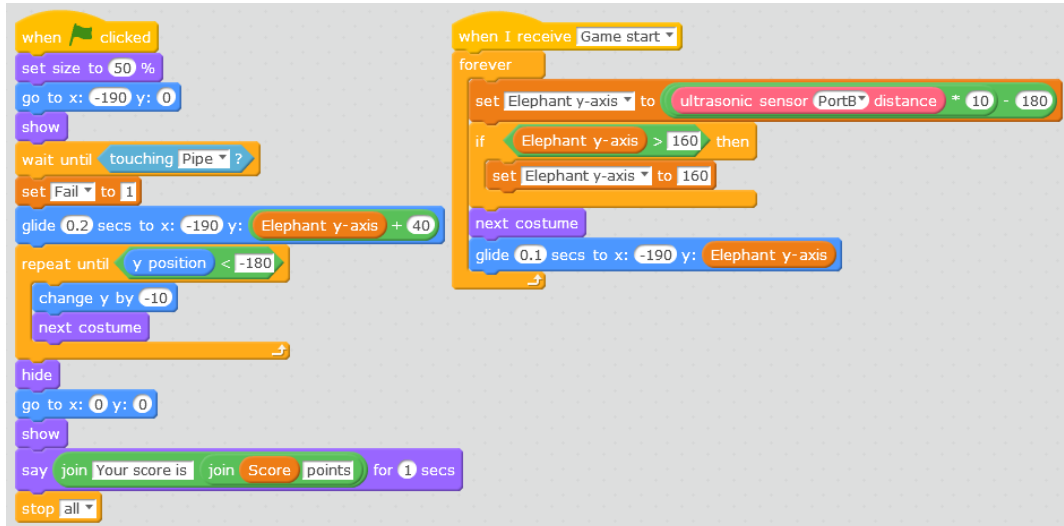 when clicked
set size to 50 %
go to x: -190 y: 0
show
wait until touching Pipe ?
set Fail to 1
glide 0.2 secs to x: -190 y: Elephant y-axis + 40
repeat until y position < -180
change y by -10
next costume
hide
go to x: 0 y: 0
show
say join Your score is join Score points for 1 secs
stop all
when I receive Game start
forever
set Elephant y-axis to ultrasonic sensor PortB distance * 10 - 180
if Elephant y-axis > 160 then
set Elephant y-axis to 160
next costume
glide 0.1 secs to x: -190 y: Elephant y-axis